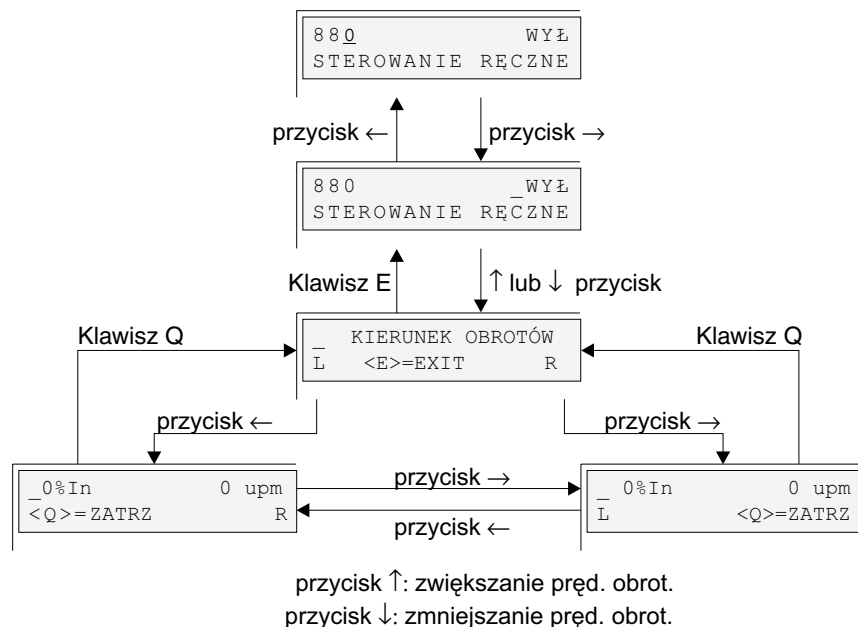 880 WYŁ
STEROWANIE RĘCZNE
przycisk ← przycisk →
880 _WYŁ
STEROWANIE RĘCZNE
Klawisz E ↑ lub ↓ przycisk
Klawisz Q Klawisz Q
_ KIERUNEK OBROTÓW
L <E>=EXIT R
przycisk ← przycisk →
_0%In 0 upm
<Q>=ZATRZ R
przycisk →
przycisk ←
_ 0%In 0 upm
L <Q>=ZATRZ
przycisk ↑: zwiększanie pręd. obrot.
przycisk ↓: zmniejszanie pręd. obrot.